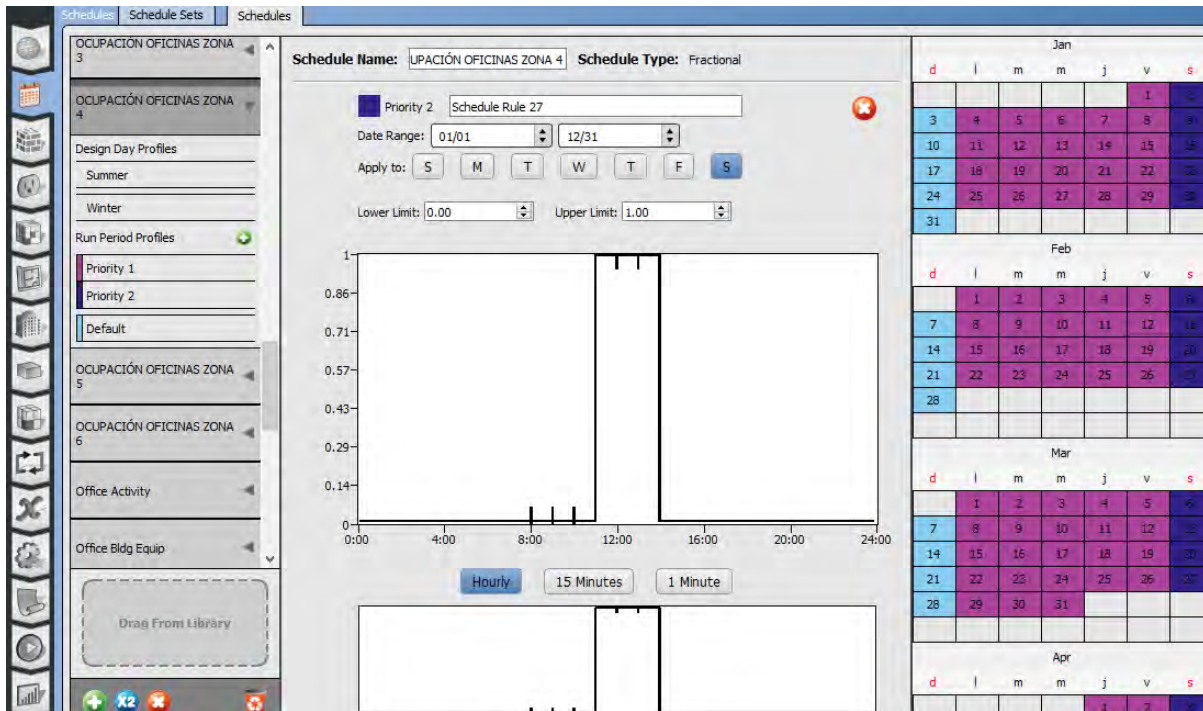 Schedules Schedule Sets Schedules
OCUPACIÓN OFICINAS ZONA
3
OCUPACIÓN OFICINAS ZONA
4
Design Day Profiles
Summer
Winter
Run Period Profiles
Priority 1
Priority 2
Default
OCUPACIÓN OFICINAS ZONA
5
OCUPACIÓN OFICINAS ZONA
6
Office Activity
Office Bldg Equip
Drag From Library
X2
Schedule Name: UPACIÓN OFICINAS ZONA 4 Schedule Type: Fractional
Priority 2 Schedule Rule 27
Date Range: 01/01 12/31
Apply to: S M T W T F S
Lower Limit: 0.00 Upper Limit: 1.00
1
0.86
0.71
0.57
0.43
0.29
0.14
0
0:00 4:00 8:00 12:00 16:00 20:00 24:00
Hourly 15 Minutes 1 Minute
Jan
d l m m j v s
1
3 4 5 6 7 8
10 11 12 13 14 15
17 18 19 20 21 22
24 25 26 27 28 29
31
Feb
d l m m j v s
1 2 3 4 5
7 8 9 10 11 12
14 15 16 17 18 19
21 22 23 24 25 26
28
Mar
d l m m j v s
1 2 3 4 5
7 8 9 10 11 12
14 15 16 17 18 19
21 22 23 24 25 26
28 29 30 31
Apr
d l m m j v s
1 2